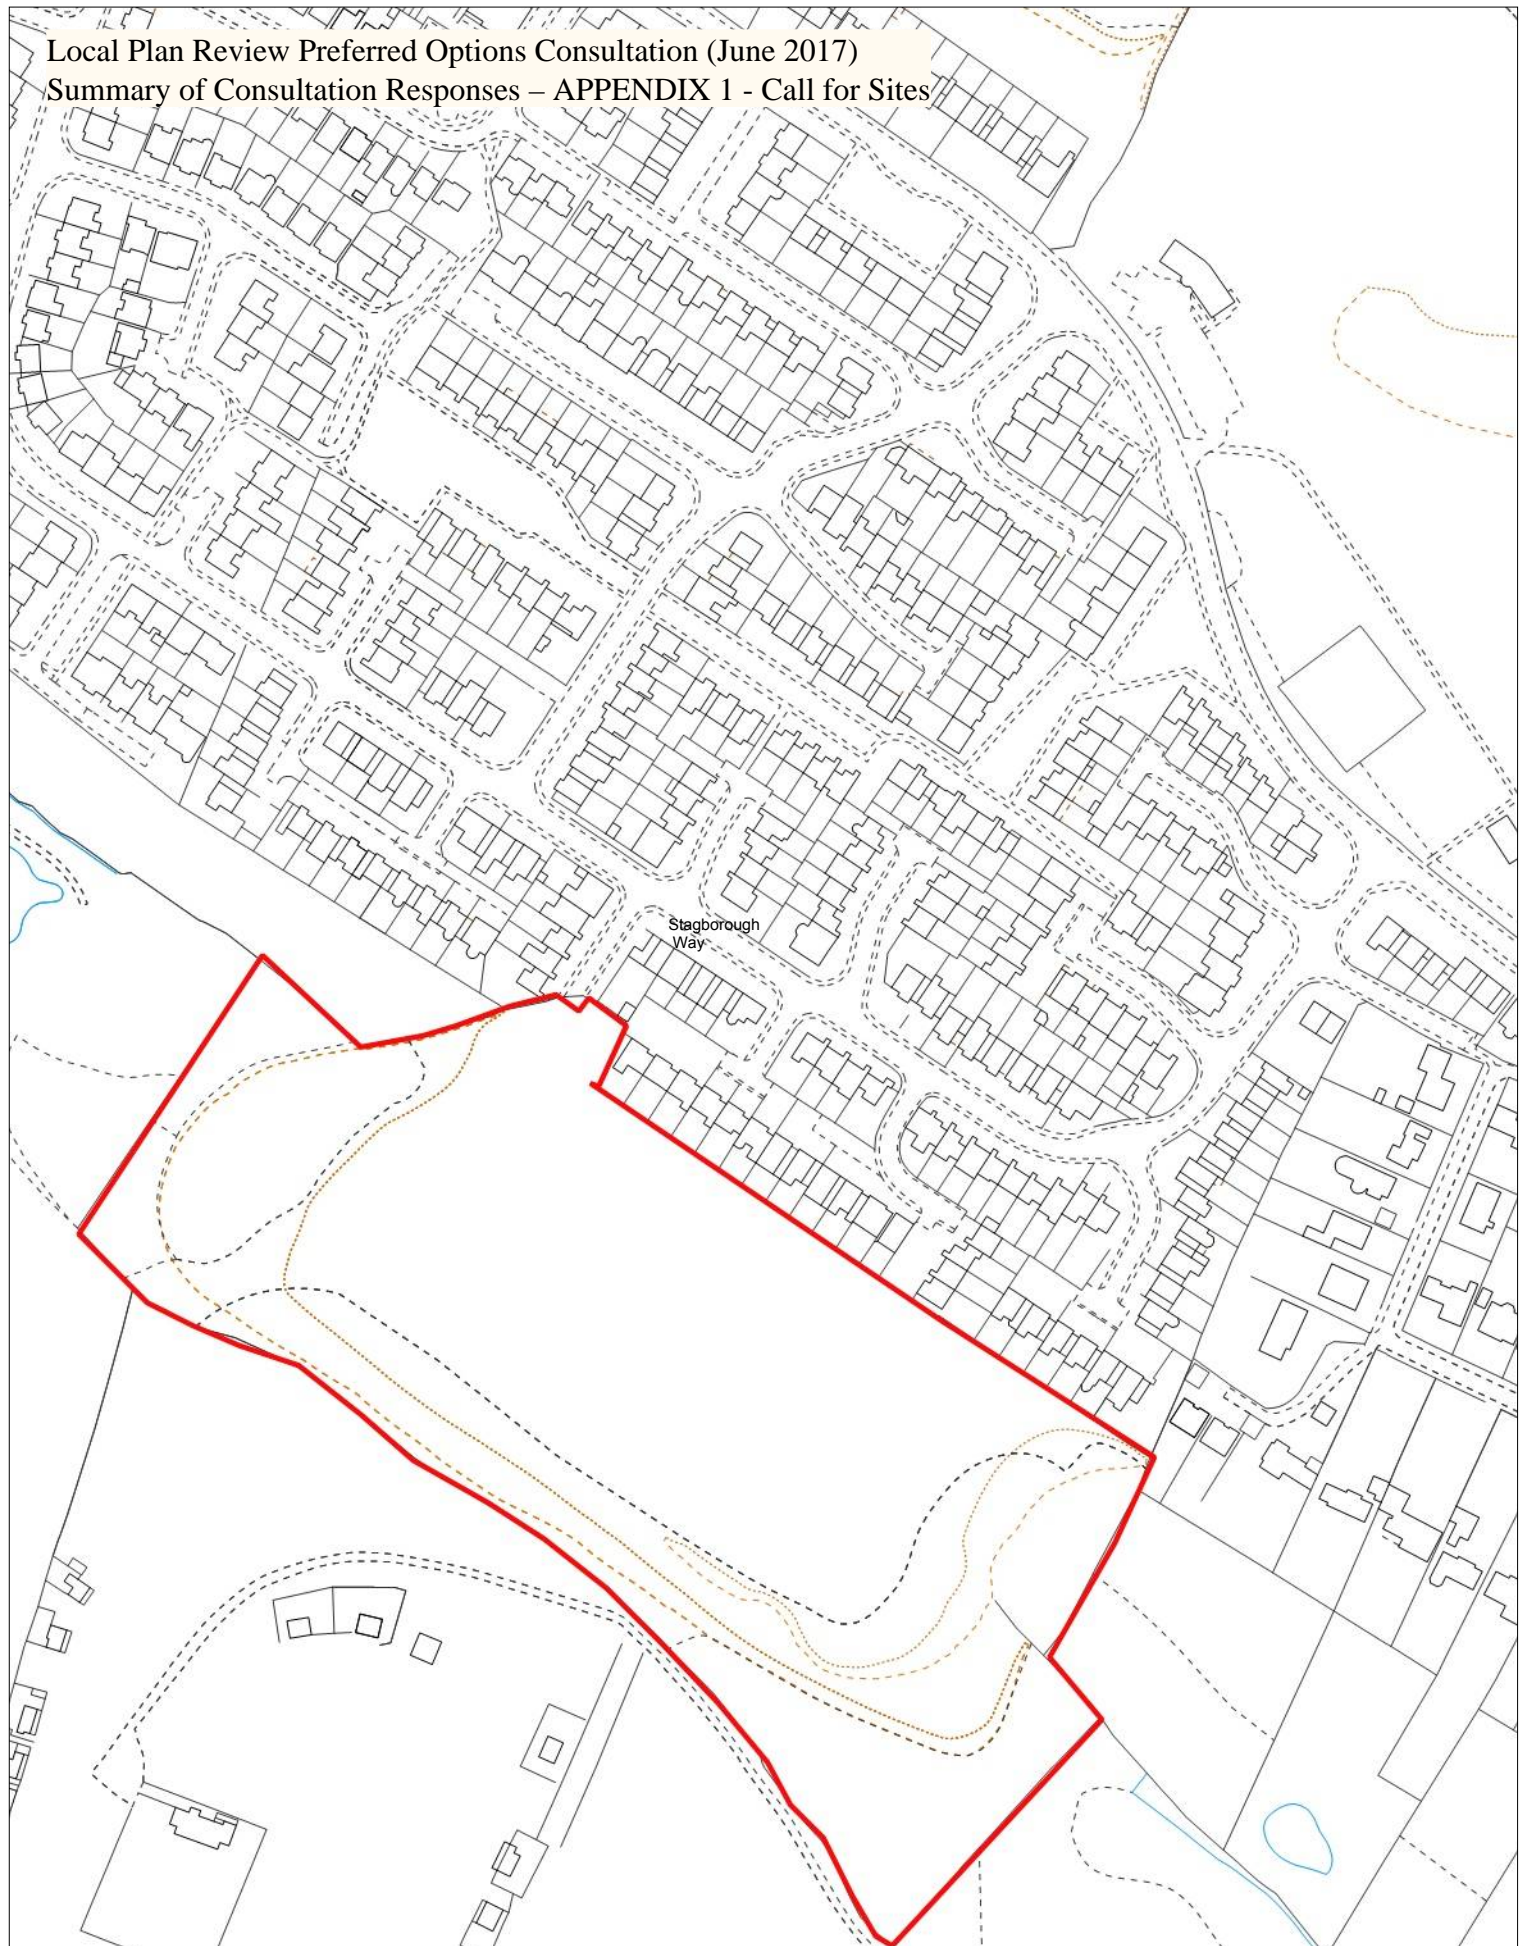 Local Plan Review Preferred Options Consultation (June 2017)
Summary of Consultation Responses – APPENDIX 1 - Call for Sites
Stagborough
Way